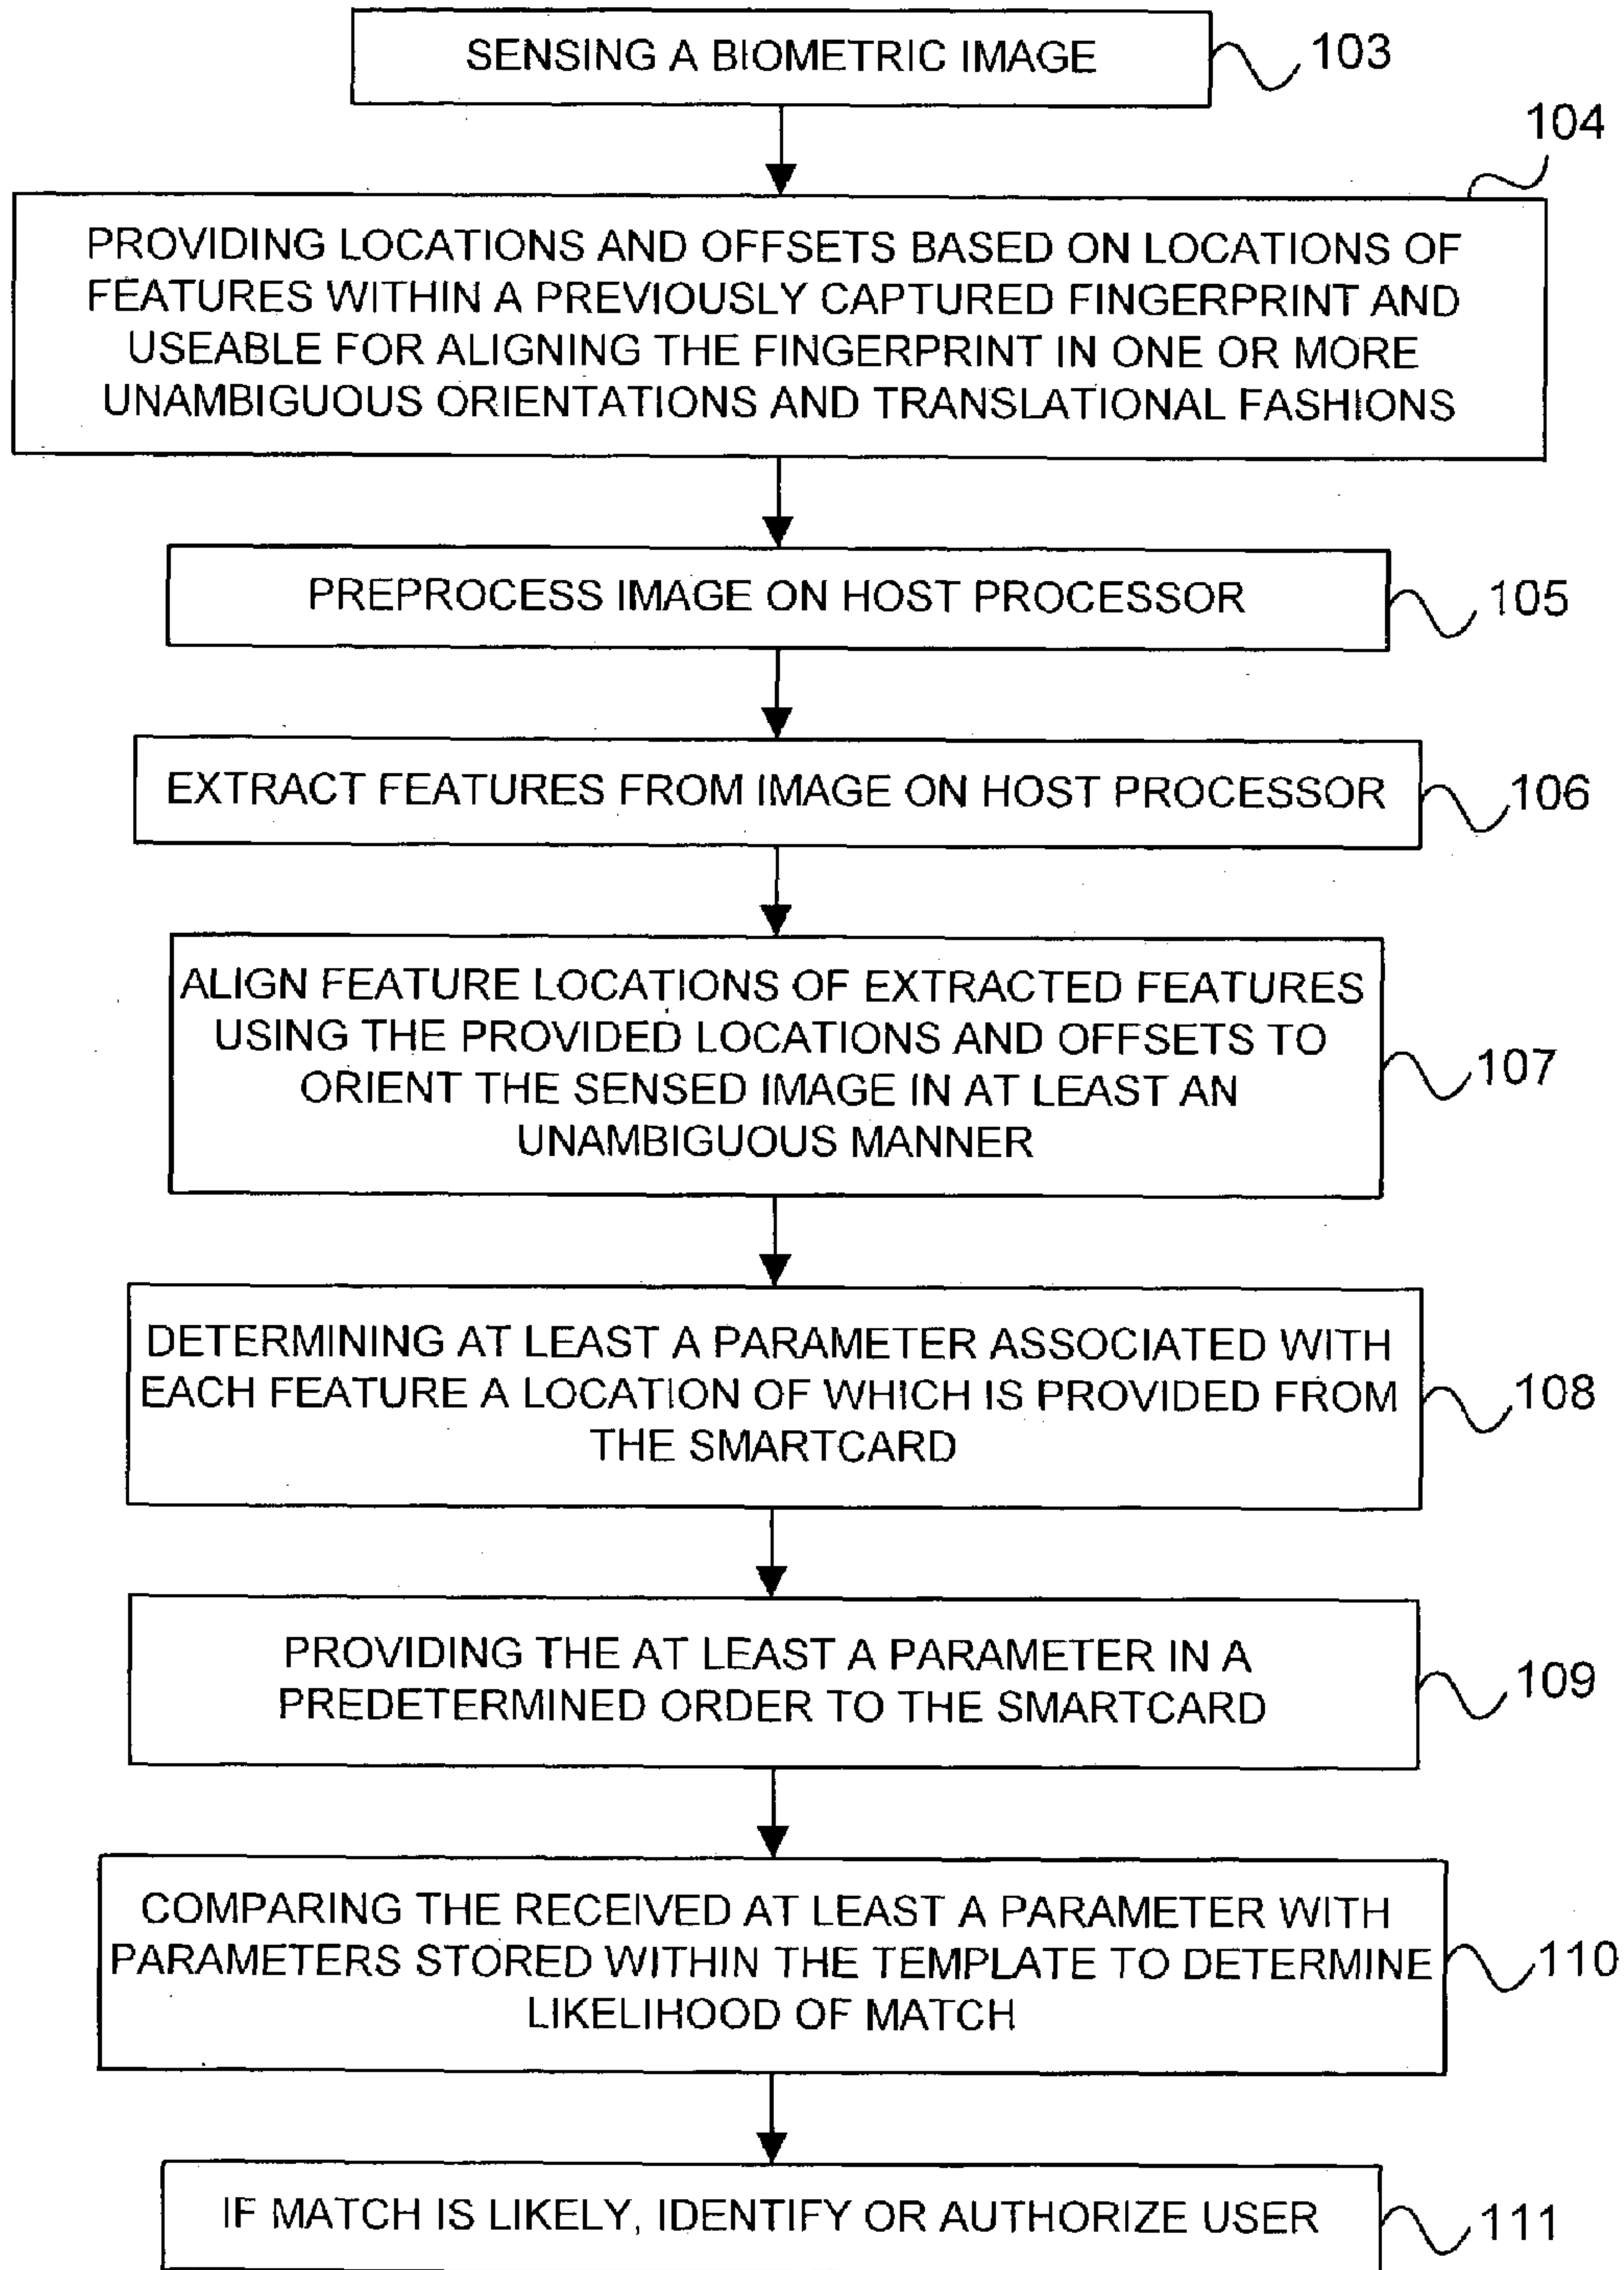 SENSING A BIOMETRIC IMAGE
103
104
PROVIDING LOCATIONS AND OFFSETS BASED ON LOCATIONS OF
FEATURES WITHIN A PREVIOUSLY CAPTURED FINGERPRINT AND
USEABLE FOR ALIGNING THE FINGERPRINT IN ONE OR MORE
UNAMBIGUOUS ORIENTATIONS AND TRANSLATIONAL FASHIONS
PREPROCESS IMAGE ON HOST PROCESSOR
105
EXTRACT FEATURES FROM IMAGE ON HOST PROCESSOR
106
ALIGN FEATURE LOCATIONS OF EXTRACTED FEATURES
USING THE PROVIDED LOCATIONS AND OFFSETS TO
ORIENT THE SENSED IMAGE IN AT LEAST AN
UNAMBIGUOUS MANNER
107
DETERMINING AT LEAST A PARAMETER ASSOCIATED WITH
EACH FEATURE A LOCATION OF WHICH IS PROVIDED FROM
THE SMARTCARD
108
PROVIDING THE AT LEAST A PARAMETER IN A
PREDETERMINED ORDER TO THE SMARTCARD
109
COMPARING THE RECEIVED AT LEAST A PARAMETER WITH
PARAMETERS STORED WITHIN THE TEMPLATE TO DETERMINE
LIKELIHOOD OF MATCH
110
IF MATCH IS LIKELY, IDENTIFY OR AUTHORIZE USER
111